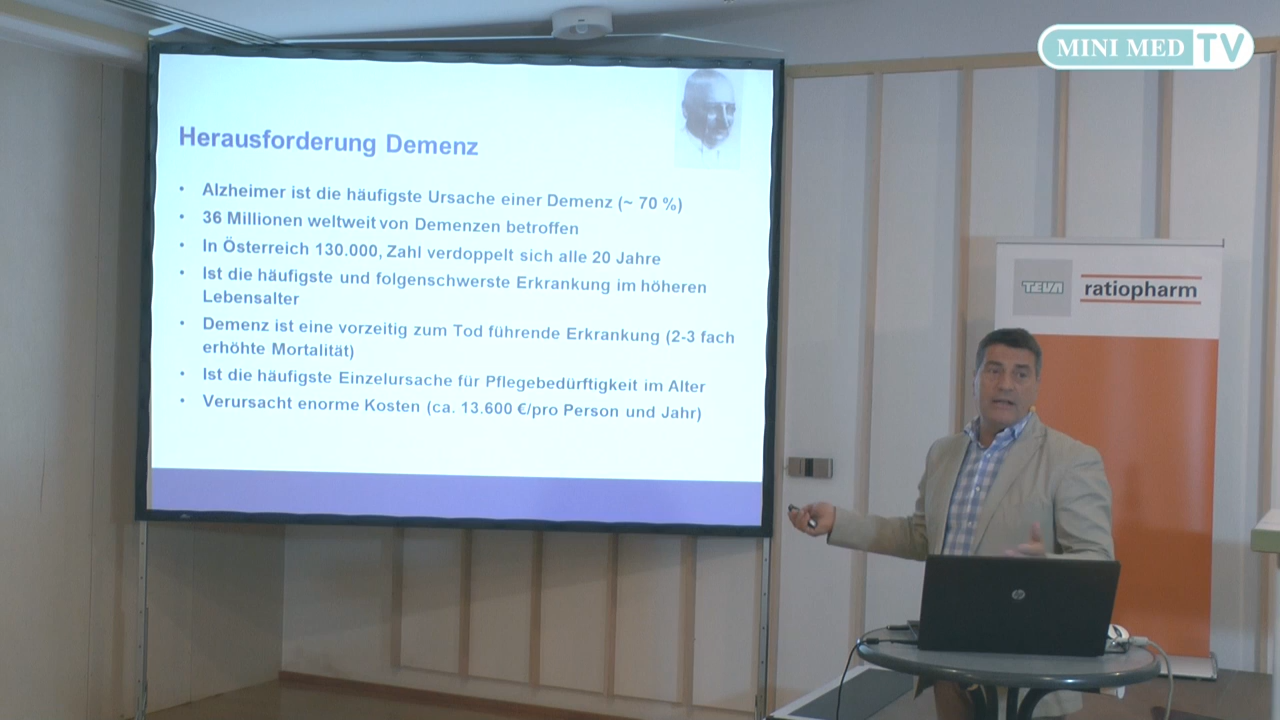 MINI MED TV
Herausforderung Demenz
• Alzheimer ist die häufigste Ursache einer Demenz (~ 70 %)
• 36 Millionen weltweit von Demenzen betroffen
• In Österreich 130.000, Zahl verdoppelt sich alle 20 Jahre
• Ist die häufigste und folgenschwerste Erkrankung im höheren
Lebensalter
• Demenz ist eine vorzeitig zum Tod führende Erkrankung (2-3 fach
erhöhte Mortalität)
• Ist die häufigste Einzelursache für Pflegebedürftigkeit im Alter
• Verursacht enorme Kosten (ca. 13.600 €/pro Person und Jahr)
TEVA
ratiopharm
hp